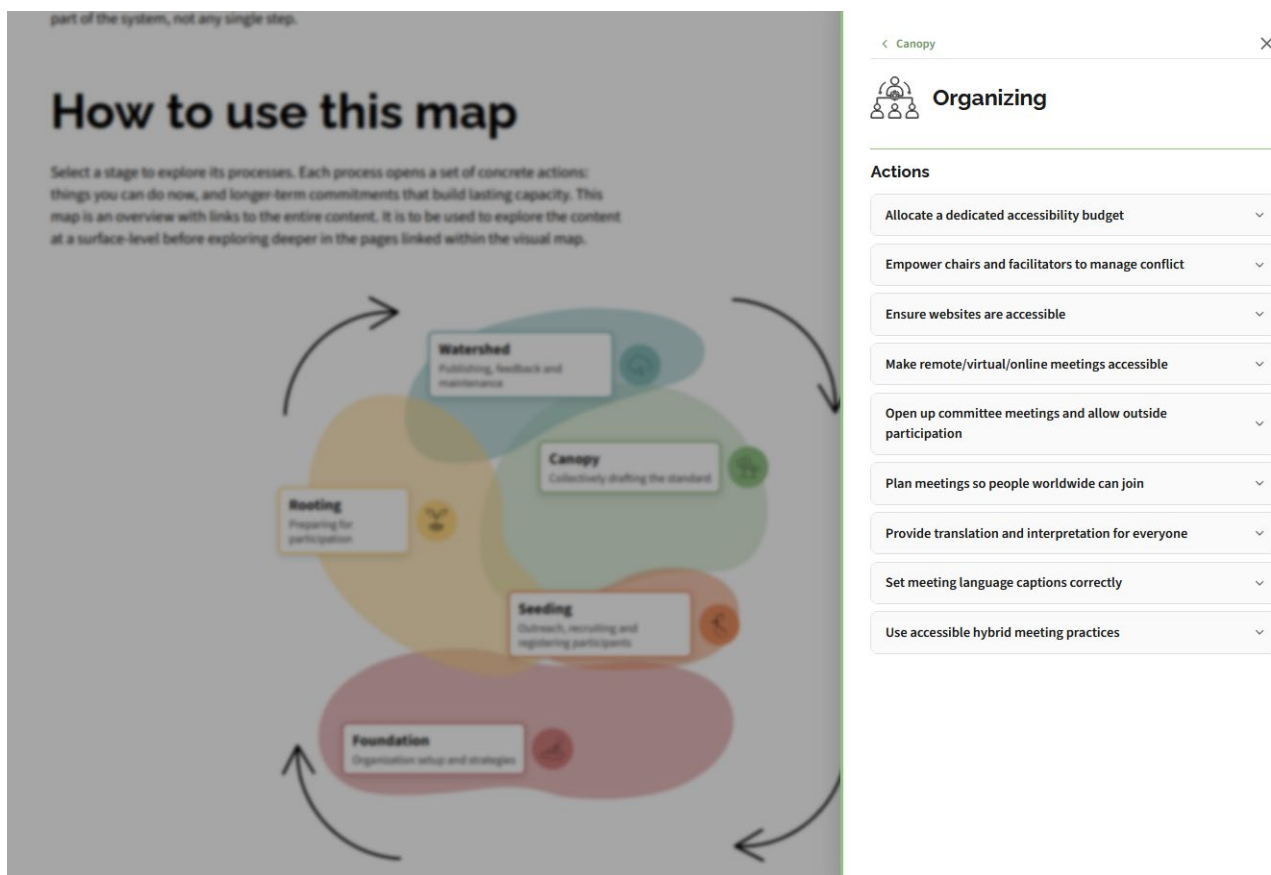 part of the system, not any single step.
How to use this map
Select a stage to explore its processes. Each process opens a set of concrete actions:
things you can do now, and longer-term commitments that build lasting capacity. This
map is an overview with links to the entire content. It is to be used to explore the content
at a surface-level before exploring deeper in the pages linked within the visual map.
Watershed
Publishing, feedback and
maintenance
Canopy
Collectively drafting the standard
Rooting
Preparing for
participation
Seeding
Outreach, recruiting and
registering participants
Foundation
Organisation setup and strategies
Canopy
Organizing
Actions
Allocate a dedicated accessibility budget
Empower chairs and facilitators to manage conflict
Ensure websites are accessible
Make remote/virtual/online meetings accessible
Open up committee meetings and allow outside
participation
Plan meetings so people worldwide can join
Provide translation and interpretation for everyone
Set meeting language captions correctly
Use accessible hybrid meeting practices